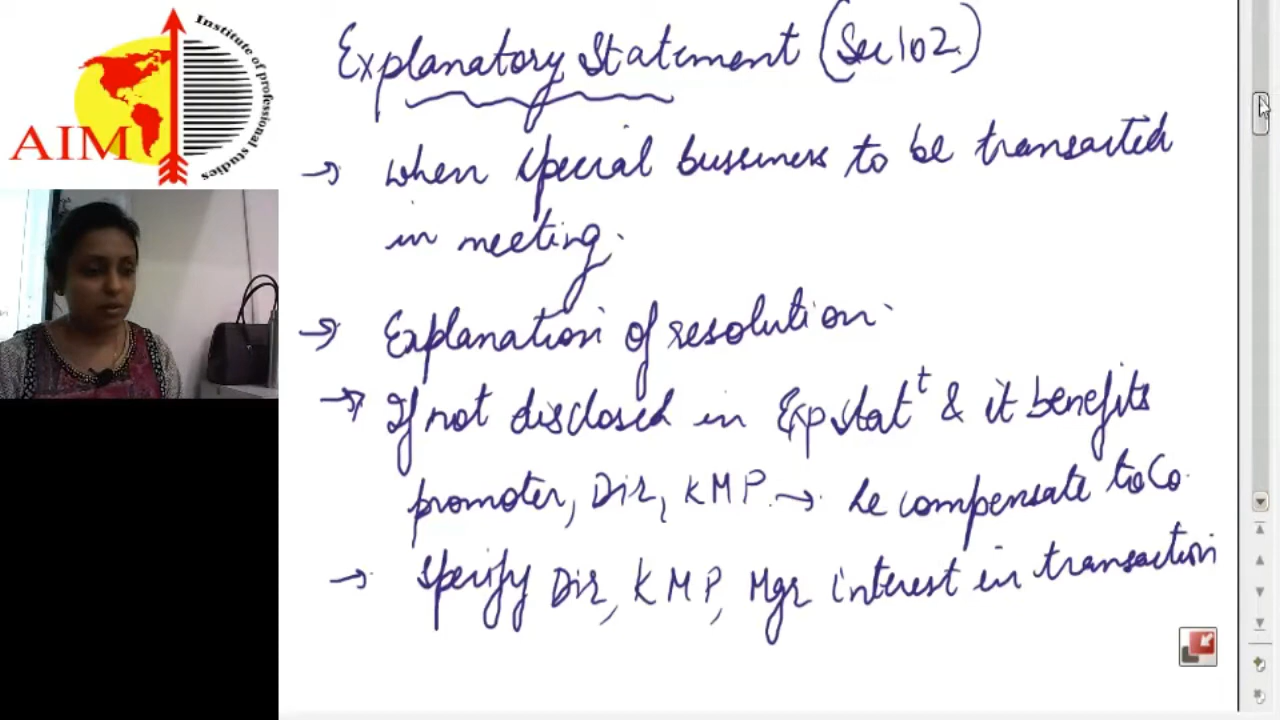 AIM
Institute of professional studies
Explanatory Statement (Sec 102)
→ When special bussiness to be transacted
in meeting.
→ Explanation of resolution.
→ If not disclosed in Exp statt & it benefits
promoter, Dir, KMP. → he compensate to Co.
→ Specify Dir, KMP, Mgr interest in transaction